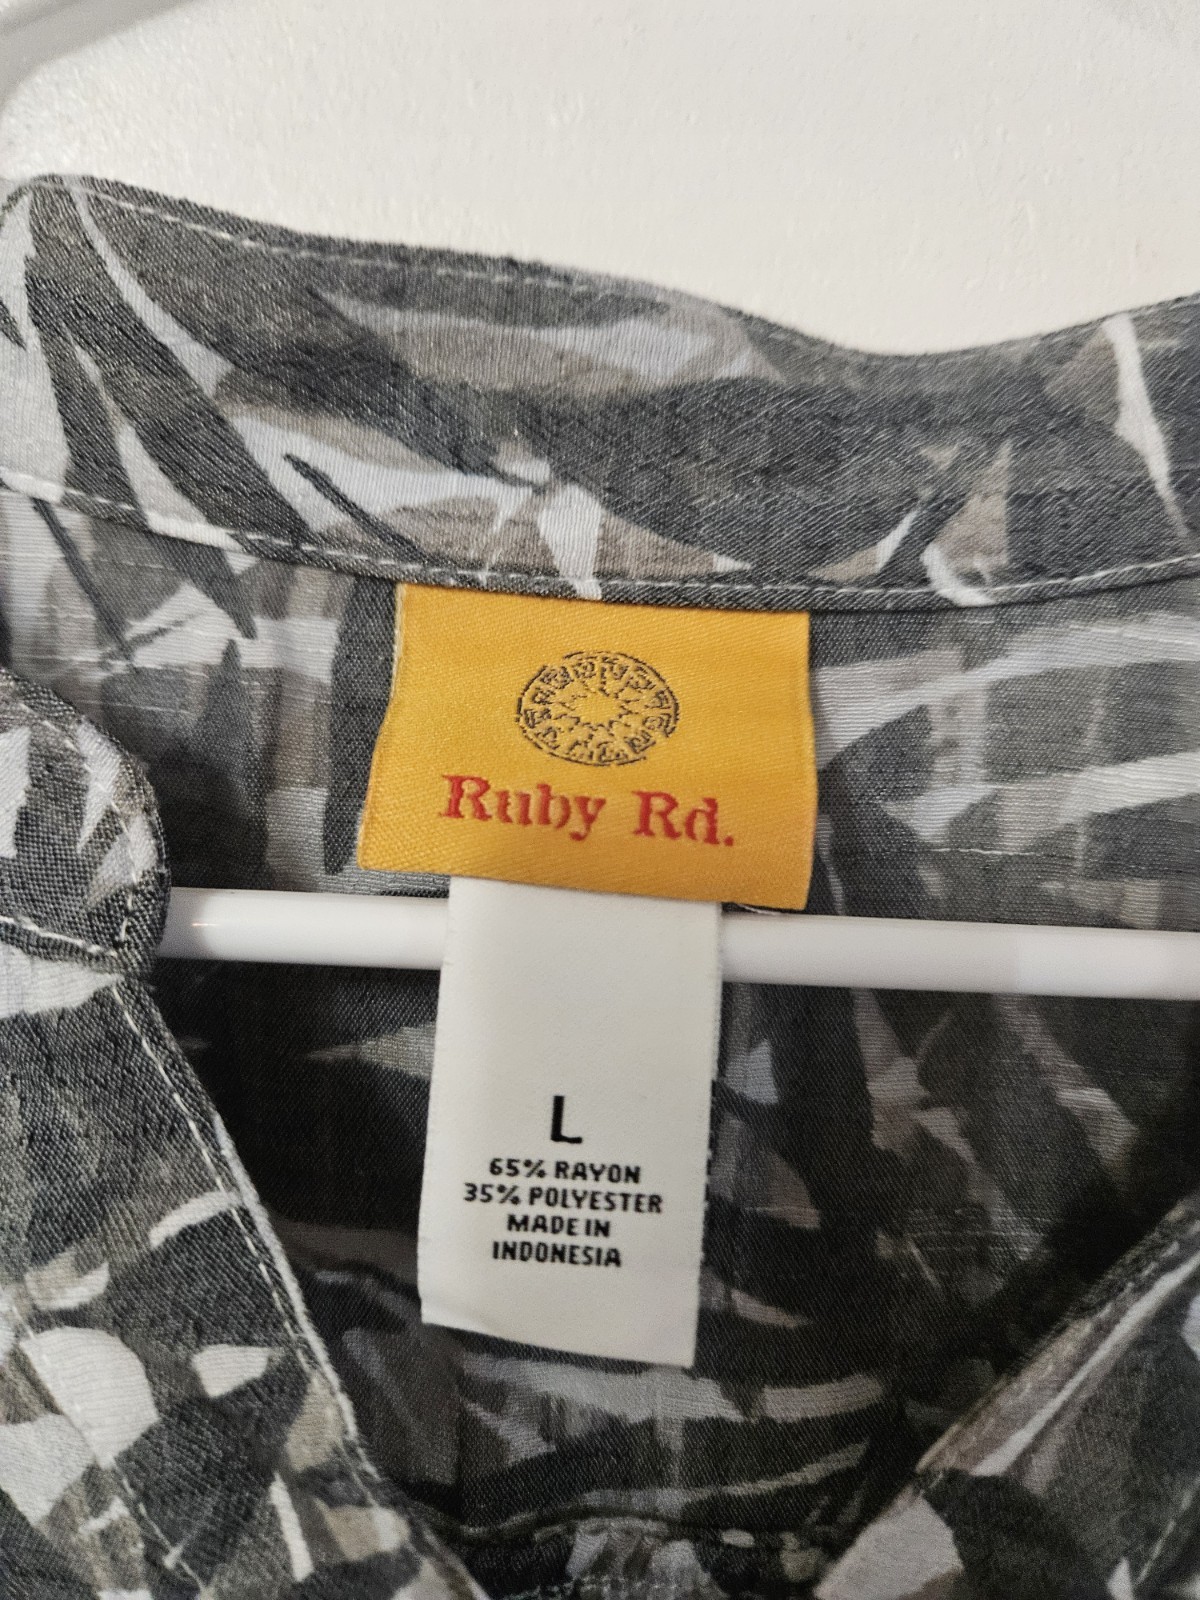 Ruby Rd.
L
65% RAYON
35% POLYESTER
MADE IN
INDONESIA